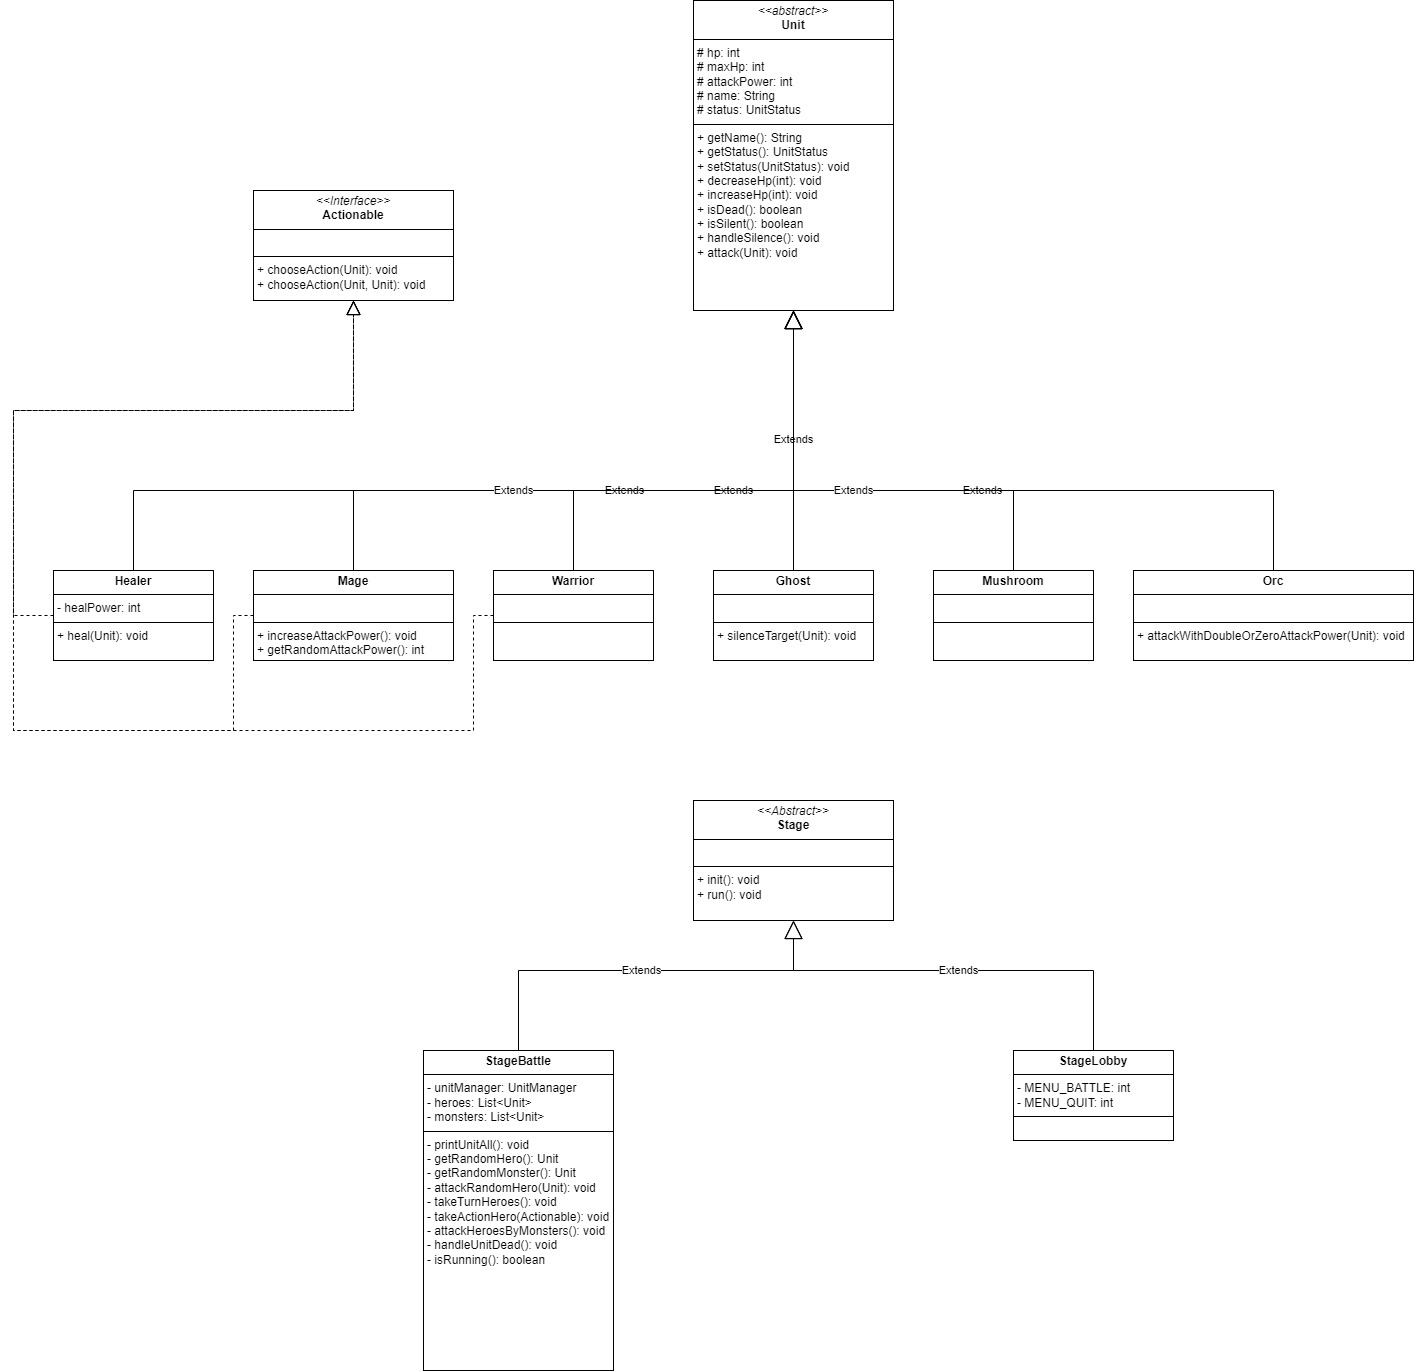 <<abstract>>
Unit
# hp: int
# maxHp: int
# attackPower: int
# name: String
# status: UnitStatus
+ getName(): String
+ getStatus(): UnitStatus
+ setStatus(UnitStatus): void
+ decreaseHp(int): void
+ increaseHp(int): void
+ isDead(): boolean
+ isSilent(): boolean
+ handleSilence(): void
+ attack(Unit): void
<<Interface>>
Actionable
+ chooseAction(Unit): void
+ chooseAction(Unit, Unit): void
Extends
Extends
Extends
Extends
Extends
Extends
Healer
- healPower: int
+ heal(Unit): void
Mage
+ increaseAttackPower(): void
+ getRandomAttackPower(): int
Warrior
Ghost
+ silenceTarget(Unit): void
Mushroom
Orc
+ attackWithDoubleOrZeroAttackPower(Unit): void
<<Abstract>>
Stage
+ init(): void
+ run(): void
Extends
Extends
StageBattle
- unitManager: UnitManager
- heroes: List<Unit>
- monsters: List<Unit>
- printUnitAll(): void
- getRandomHero(): Unit
- getRandomMonster(): Unit
- attackRandomHero(Unit): void
- takeTurnHeroes(): void
- takeActionHero(Actionable): void
- attackHeroesByMonsters(): void
- handleUnitDead(): void
- isRunning(): boolean
StageLobby
- MENU_BATTLE: int
- MENU_QUIT: int